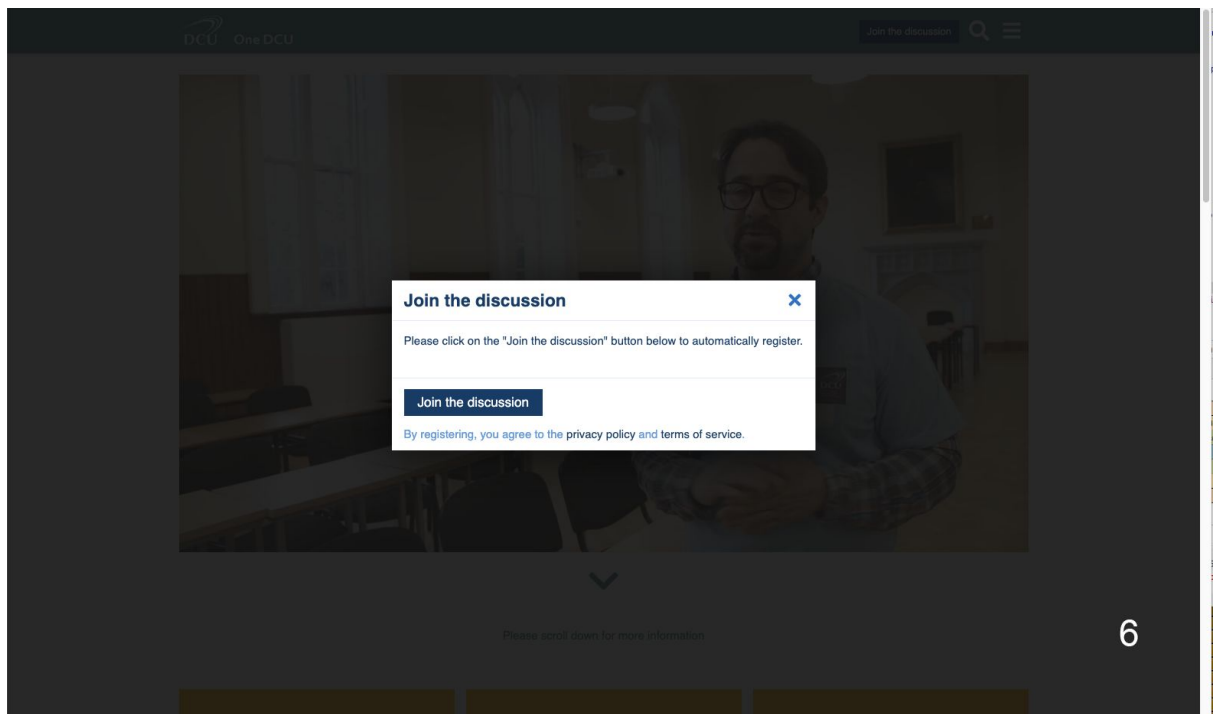 DCU One DCU
Join the discussion
Join the discussion
Please click on the "Join the discussion" button below to automatically register.
Join the discussion
By registering, you agree to the privacy policy and terms of service.
Please scroll down for more information
6